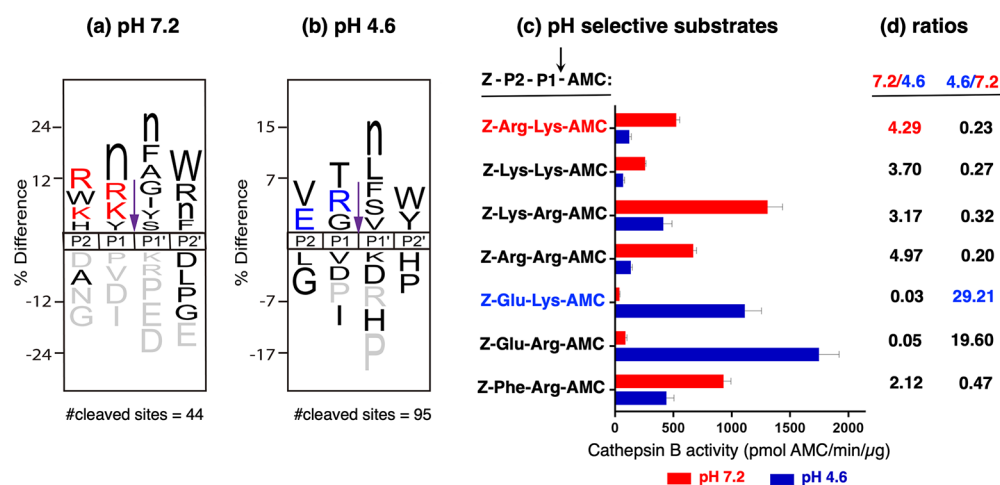 (a) pH 7.2
(b) pH 4.6
(c) pH selective substrates
(d) ratios
% Difference
24
12
-12
-24
n
F
A
G
I
Y
S
n
R
K
Y
R
W
K
H
W
R
n
F
P2 P1 P1' P2'
D
A
N
G
P
V
D
I
K
R
P
E
D
D
L
P
G
E
#cleaved sites = 44
% Difference
15
7
-7
-17
V
E
T
R
G
n
L
F
S
V
W
Y
P2 P1 P1' P2'
L
G
V
D
P
I
K
D
R
H
P
H
P
#cleaved sites = 95
Z - P2 - P1 - AMC:
7.2/4.6 4.6/7.2
Z-Arg-Lys-AMC 4.29 0.23
Z-Lys-Lys-AMC 3.70 0.27
Z-Lys-Arg-AMC 3.17 0.32
Z-Arg-Arg-AMC 4.97 0.20
Z-Glu-Lys-AMC 0.03 29.21
Z-Glu-Arg-AMC 0.05 19.60
Z-Phe-Arg-AMC 2.12 0.47
0 500 1000 1500 2000
Cathepsin B activity (pmol AMC/min/µg)
pH 7.2 pH 4.6